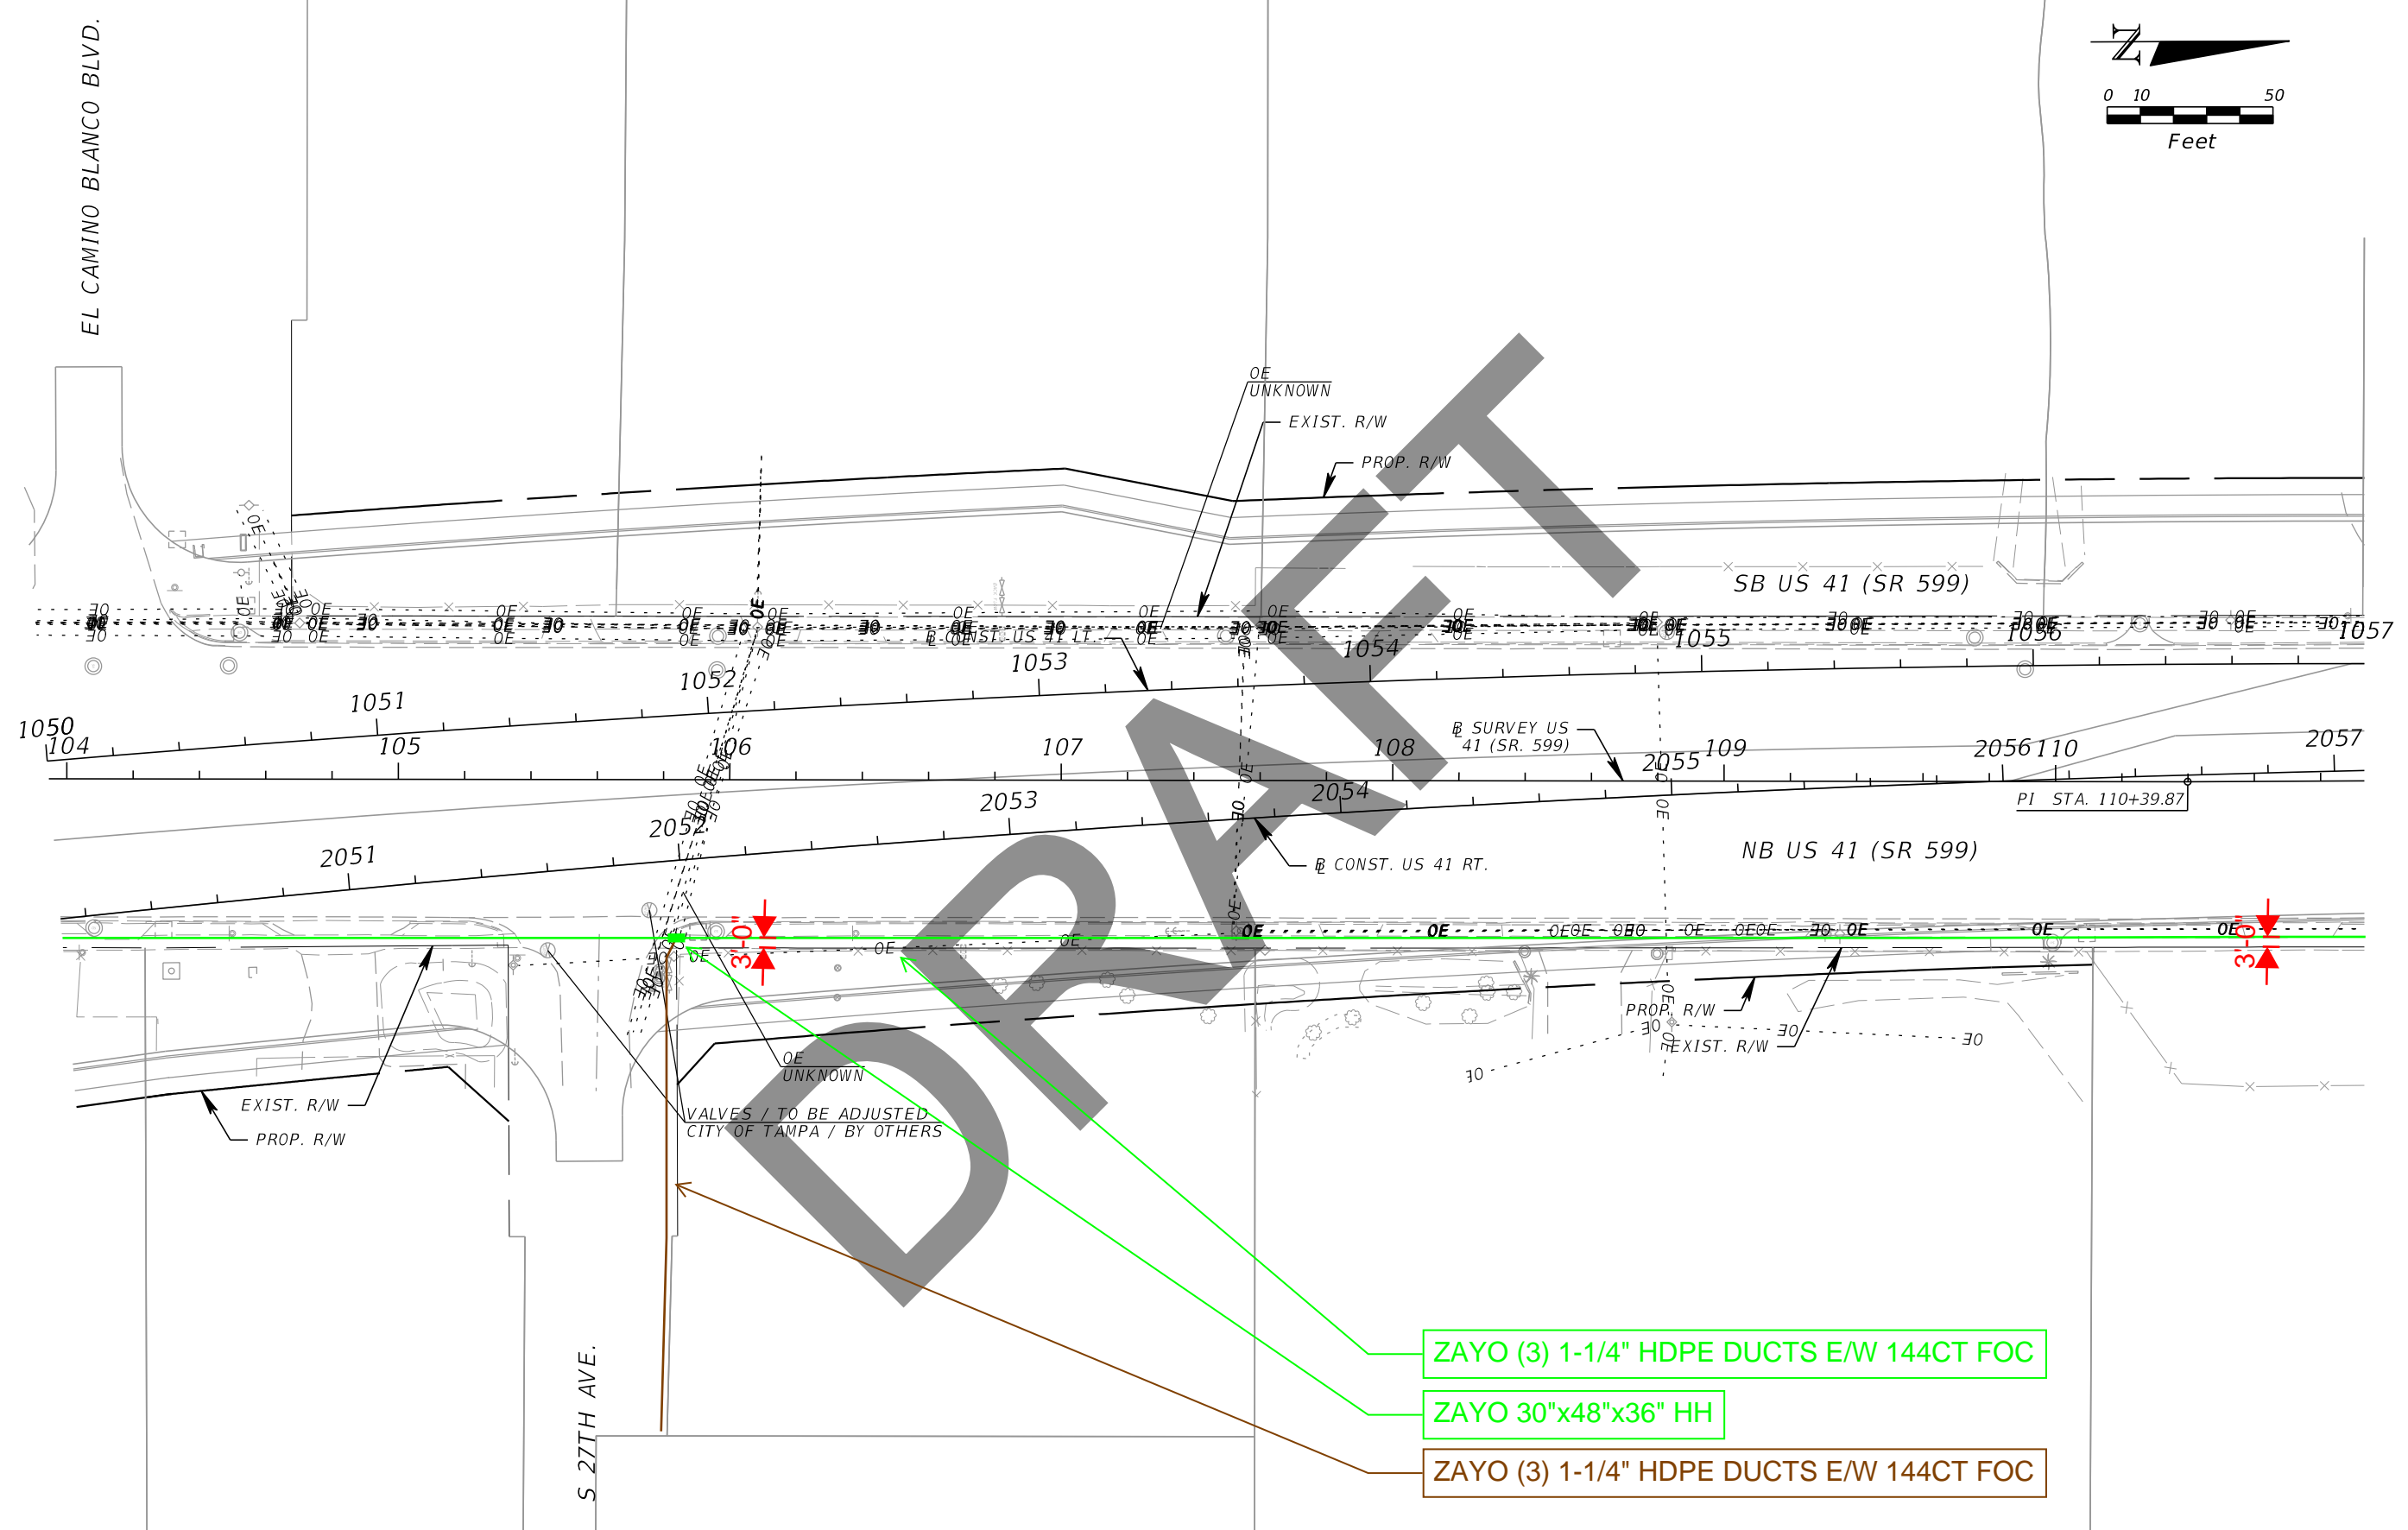 EL CAMINO BLANCO BLVD.
N
0 10 50
Feet
OE
UNKNOWN
EXIST. R/W
PROP. R/W
SB US 41 (SR 599)
BL CONST. US 41 LT.
1050
1051
1052
1053
1054
1055
1056
1057
BL SURVEY US
41 (SR. 599)
104
105
106
107
108
109
110
2051
2052
2053
2054
2055
2056
2057
PI STA. 110+39.87
BL CONST. US 41 RT.
NB US 41 (SR 599)
3'-0"
3'-0"
OE
UNKNOWN
EXIST. R/W
PROP. R/W
VALVES / TO BE ADJUSTED
CITY OF TAMPA / BY OTHERS
PROP. R/W
EXIST. R/W
DRAFT
S 27TH AVE.
ZAYO (3) 1-1/4" HDPE DUCTS E/W 144CT FOC
ZAYO 30"x48"x36" HH
ZAYO (3) 1-1/4" HDPE DUCTS E/W 144CT FOC